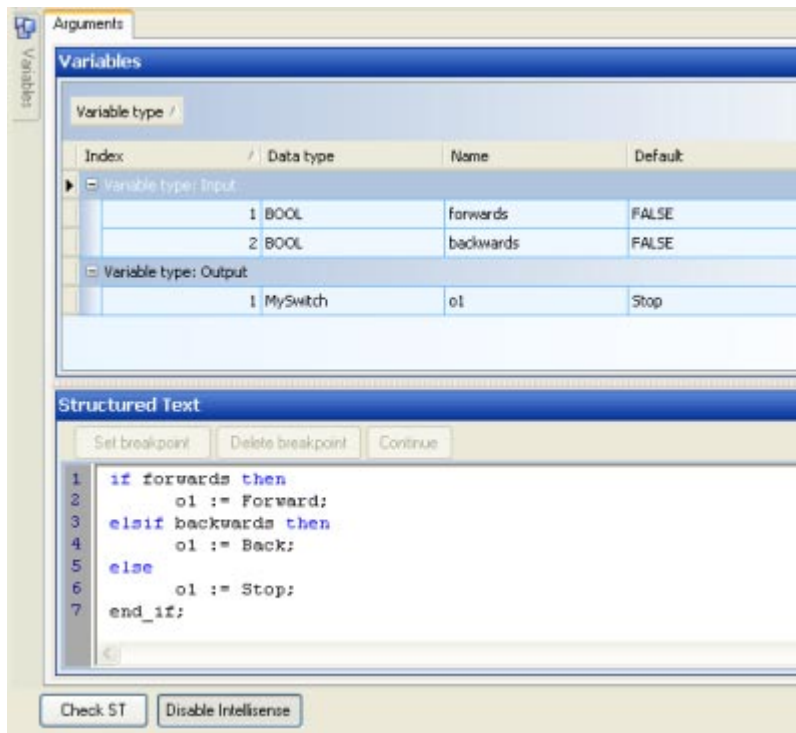 Arguments
Variables
Variables
Variable type /
Index / Data type Name Default
Variable type: Input
1 BOOL forwards FALSE
2 BOOL backwards FALSE
Variable type: Output
1 MySwitch o1 Stop
Structured Text
Set breakpoint Delete breakpoint Continue
1 if forwards then
2 o1 := Forward;
3 elsif backwards then
4 o1 := Back;
5 else
6 o1 := Stop;
7 end_if;
Check ST Disable Intellisense